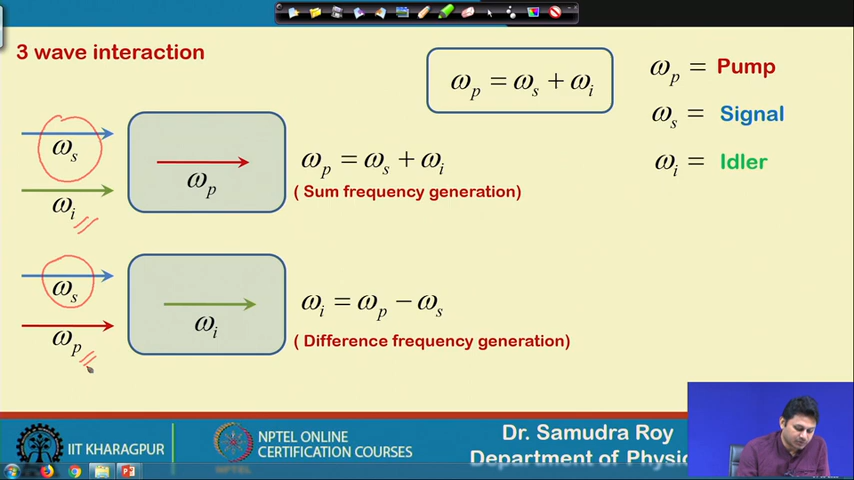 3 wave interaction
ωp = ωs + ωi
ωp = Pump
ωs = Signal
ωi = Idler
ωs
ωi
ωp
ωp = ωs + ωi
( Sum frequency generation)
ωs
ωp
ωi
ωi = ωp − ωs
( Difference frequency generation)
IIT KHARAGPUR
NPTEL ONLINE
CERTIFICATION COURSES
Dr. Samudra Roy
Department of Physi